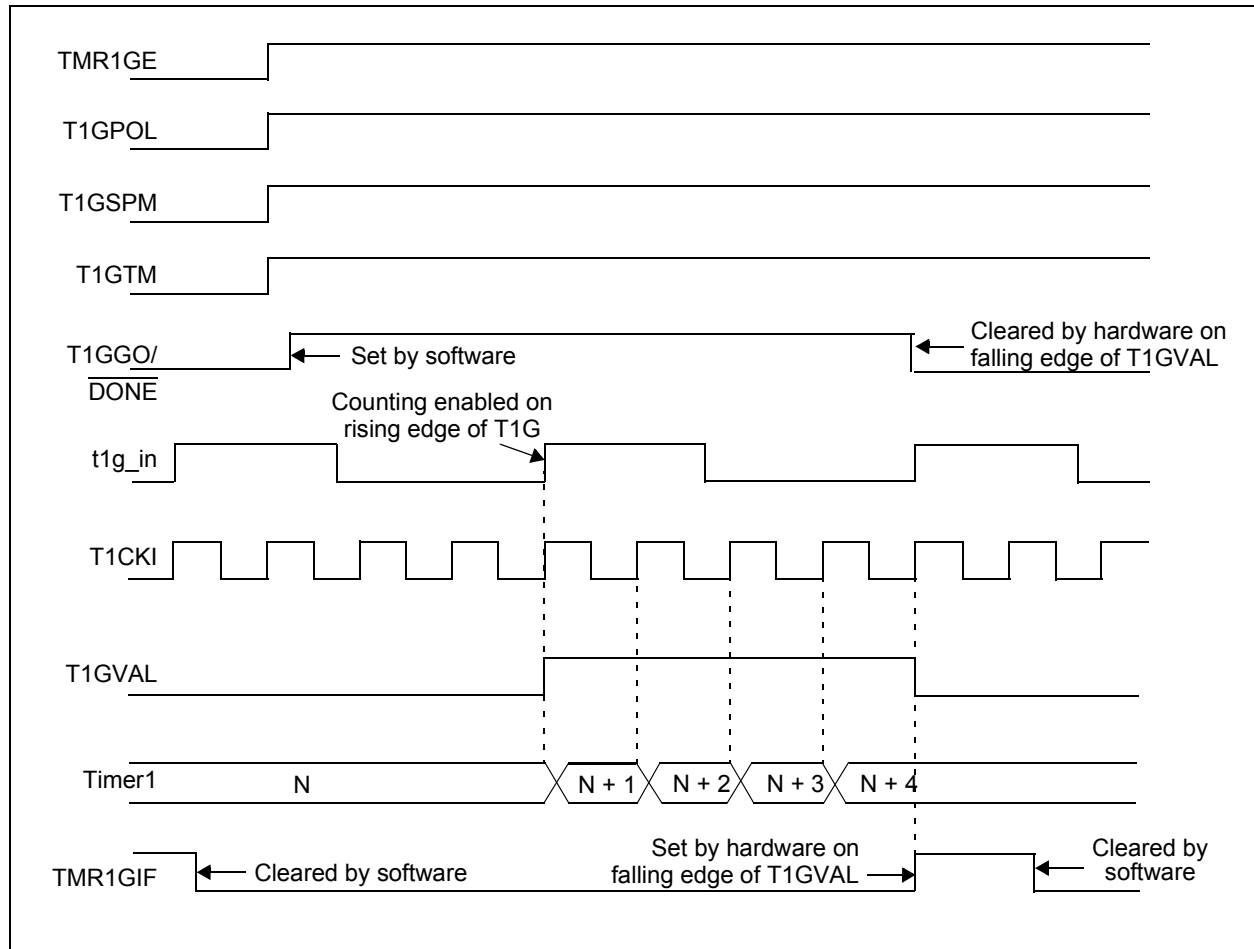 TMR1GE
T1GPOL
T1GSPM
T1GTM
T1GGO/
DONE
Set by software
Cleared by hardware on
falling edge of T1GVAL
Counting enabled on
rising edge of T1G
t1g_in
T1CKI
T1GVAL
Timer1
N
N + 1
N + 2
N + 3
N + 4
TMR1GIF
Cleared by software
Set by hardware on
falling edge of T1GVAL
Cleared by
software